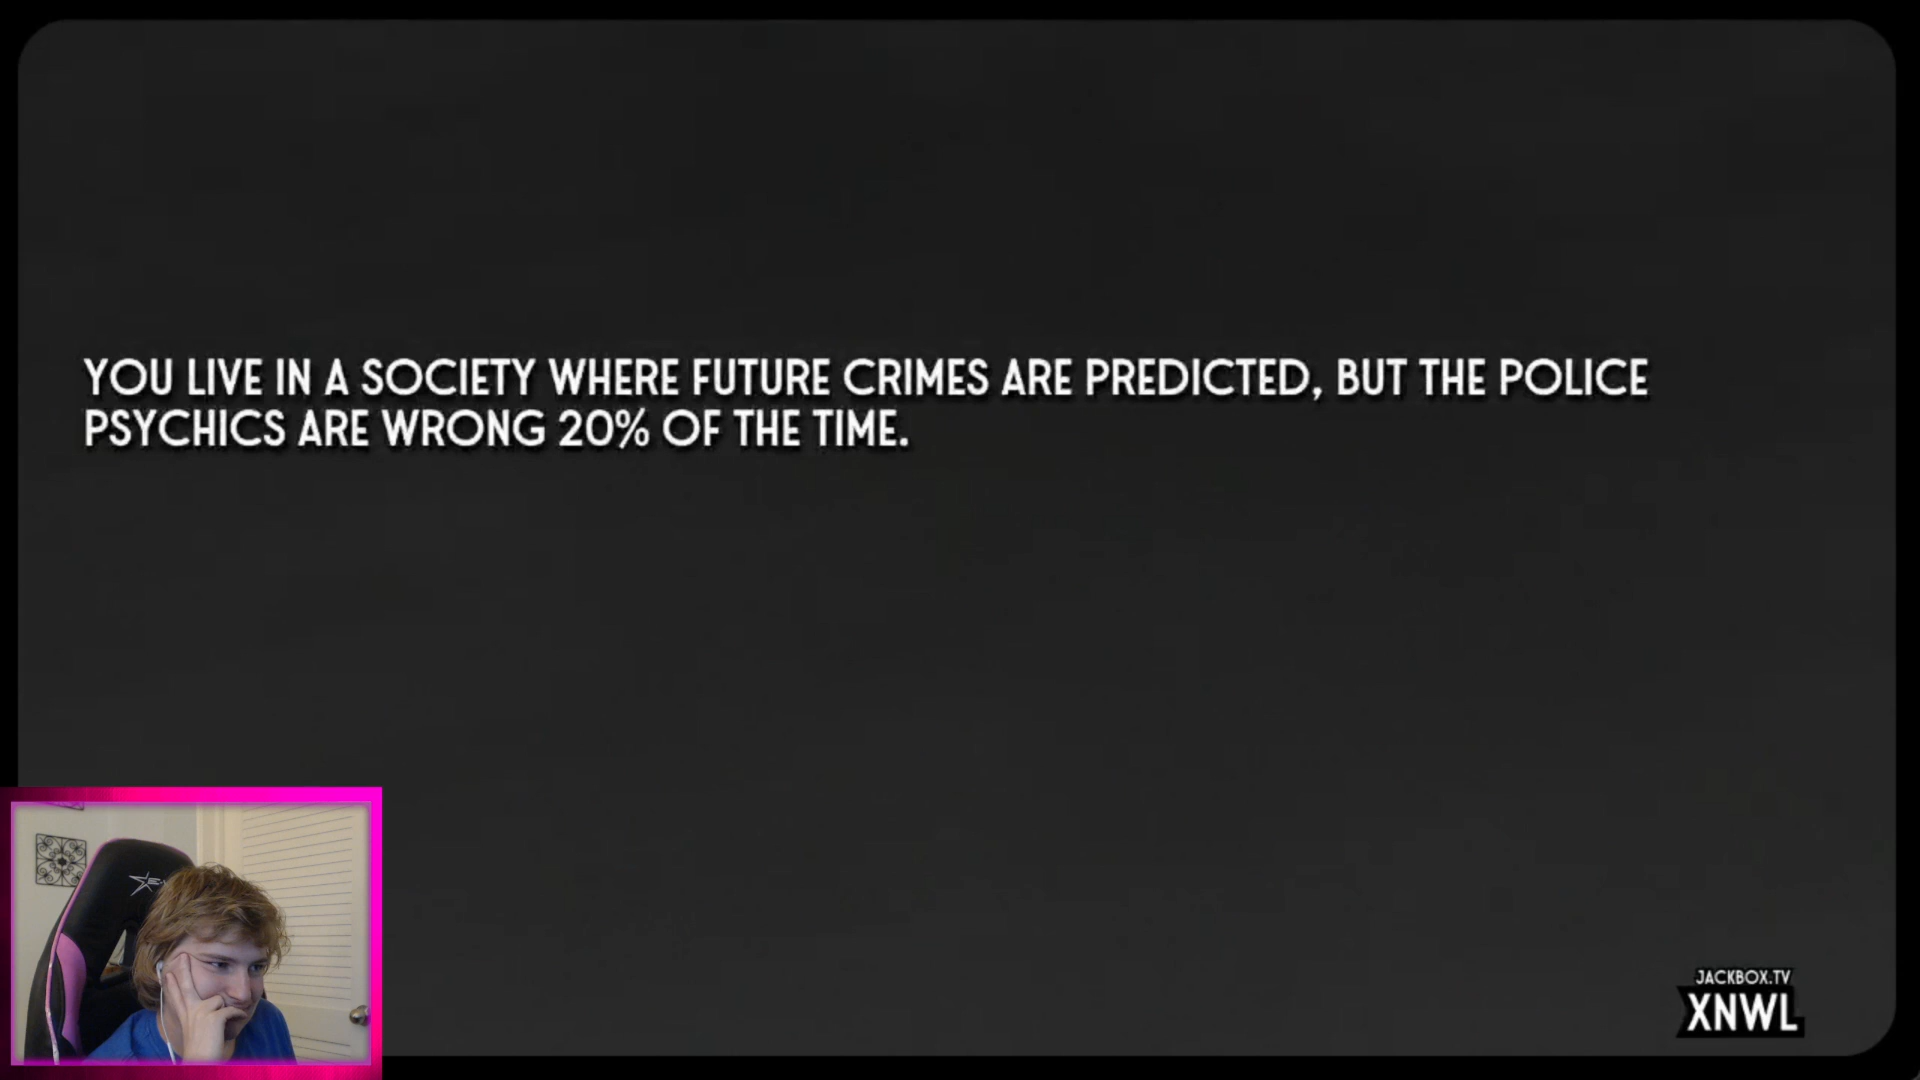 YOU LIVE IN A SOCIETY WHERE FUTURE CRIMES ARE PREDICTED, BUT THE POLICE
PSYCHICS ARE WRONG 20% OF THE TIME.
JACKBOX.TV
XNWL